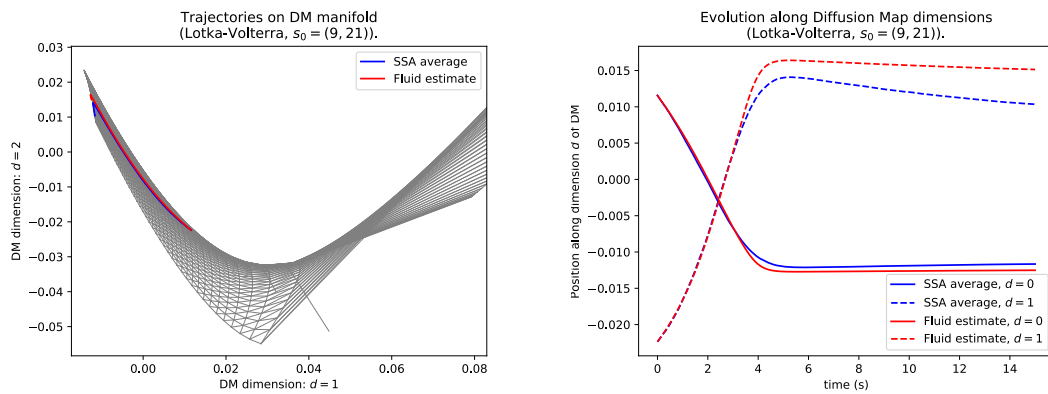 Trajectories on DM manifold
(Lotka-Volterra, s₀ = (9, 21)).
0.03
0.02
0.01
0.00
−0.01
−0.02
−0.03
−0.04
−0.05
DM dimension: d = 2
SSA average
Fluid estimate
0.00
0.02
0.04
0.06
0.08
DM dimension: d = 1
Evolution along Diffusion Map dimensions
(Lotka-Volterra, s₀ = (9, 21)).
0.015
0.010
0.005
0.000
−0.005
−0.010
−0.015
−0.020
Position along dimension d of DM
SSA average, d = 0
SSA average, d = 1
Fluid estimate, d = 0
Fluid estimate, d = 1
0
2
4
6
8
10
12
14
time (s)